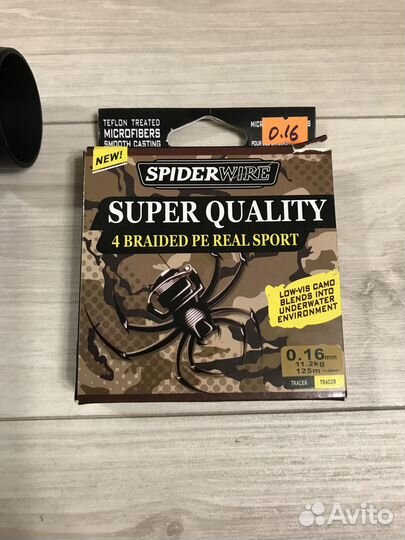 TEFLON TREATED
MICROFIBERS
SMOOTH CASTING
0.16
NEW!
SPIDERWIRE
SUPER QUALITY
4 BRAIDED PE REAL SPORT
LOW-VIS CAMO
BLENDS INTO
UNDERWATER
ENVIRONMENT
0.16mm
11.2kg
125m
TRACER TRACER
Avito